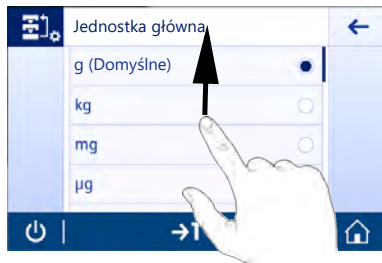 Jednostka główna
g (Domyślne)
kg
mg
µg
→T